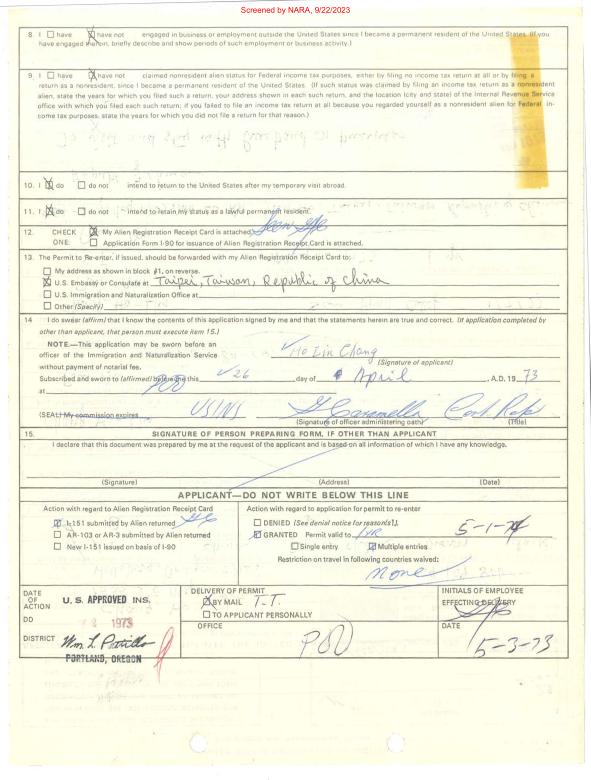 Screened by NARA, 9/22/2023
8. I ☐ have ☒ have not engaged in business or employment outside the United States since I became a permanent resident of the United States. (If you
have engaged therein, briefly describe and show periods of such employment or business activity.)
9. I ☐ have ☒ have not claimed nonresident alien status for Federal income tax purposes, either by filing no income tax return at all or by filing a
return as a nonresident, since I became a permanent resident of the United States. (If such status was claimed by filing an income tax return as a nonresident
alien, state the years for which you filed such a return, your address shown in each such return, and the location (city and state) of the Internal Revenue Service
office with which you filed each such return; if you failed to file an income tax return at all because you regarded yourself as a nonresident alien for Federal in-
come tax purposes, state the years for which you did not file a return for that reason.)
10. I ☒ do ☐ do not intend to return to the United States after my temporary visit abroad.
11. I ☒ do ☐ do not intend to retain my status as a lawful permanent resident.
12. CHECK ☒ My Alien Registration Receipt Card is attached. Seen
ONE: ☐ Application Form I-90 for issuance of Alien Registration Receipt Card is attached.
13. The Permit to Re-enter, if issued, should be forwarded with my Alien Registration Receipt Card to:
☐ My address as shown in block #1, on reverse.
☒ U.S. Embassy or Consulate at Taipei, Taiwan, Republic of China
☐ U.S. Immigration and Naturalization Office at
☐ Other (Specify)
14 I do swear (affirm) that I know the contents of this application signed by me and that the statements herein are true and correct. (If application completed by
other than applicant, that person must execute item 15.)
NOTE.—This application may be sworn before an
officer of the Immigration and Naturalization Service
without payment of notarial fee.
Ho Lin Chang
(Signature of applicant)
Subscribed and sworn to (affirmed) before me this 26 day of April , A.D. 19 73
at POD
(SEAL) My commission expires USINS G Caramella Cont Rep
(Signature of officer administering oath) (Title)
15. SIGNATURE OF PERSON PREPARING FORM, IF OTHER THAN APPLICANT
I declare that this document was prepared by me at the request of the applicant and is based on all information of which I have any knowledge.
(Signature) (Address) (Date)
APPLICANT—DO NOT WRITE BELOW THIS LINE
Action with regard to Alien Registration Receipt Card
☑ I-151 submitted by Alien returned
☐ AR-103 or AR-3 submitted by Alien returned
☐ New I-151 issued on basis of I-90
Action with regard to application for permit to re-enter
☐ DENIED (See denial notice for reason(s)).
☑ GRANTED Permit valid to 1 YR 5-1-74
☐ Single entry ☑ Multiple entries
Restriction on travel in following countries waived:
none
DATE
OF
ACTION
DD
DISTRICT
U. S. APPROVED INS.
1973
Wm. L. Patrillo
PORTLAND, OREGON
DELIVERY OF PERMIT
☒ BY MAIL T-T.
☐ TO APPLICANT PERSONALLY
OFFICE
POD
INITIALS OF EMPLOYEE
EFFECTING DELIVERY
DATE
5-3-73